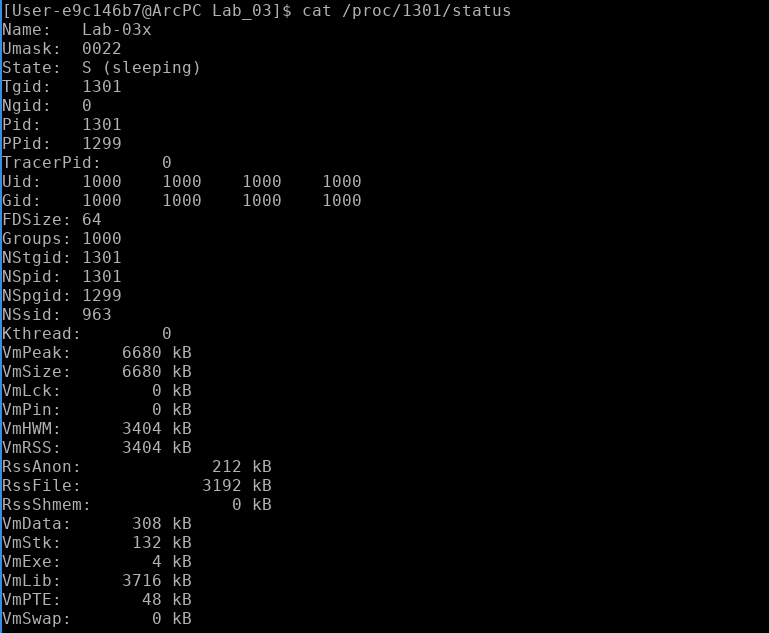 [User-e9c146b7@ArcPC Lab_03]$ cat /proc/1301/status
Name:   Lab-03x
Umask:  0022
State:  S (sleeping)
Tgid:   1301
Ngid:   0
Pid:    1301
PPid:   1299
TracerPid:      0
Uid:    1000    1000    1000    1000
Gid:    1000    1000    1000    1000
FDSize: 64
Groups: 1000
NStgid: 1301
NSpid:  1301
NSpgid: 1299
NSsid:  963
Kthread:        0
VmPeak:     6680 kB
VmSize:     6680 kB
VmLck:         0 kB
VmPin:         0 kB
VmHWM:      3404 kB
VmRSS:      3404 kB
RssAnon:             212 kB
RssFile:            3192 kB
RssShmem:              0 kB
VmData:      308 kB
VmStk:       132 kB
VmExe:         4 kB
VmLib:      3716 kB
VmPTE:        48 kB
VmSwap:        0 kB